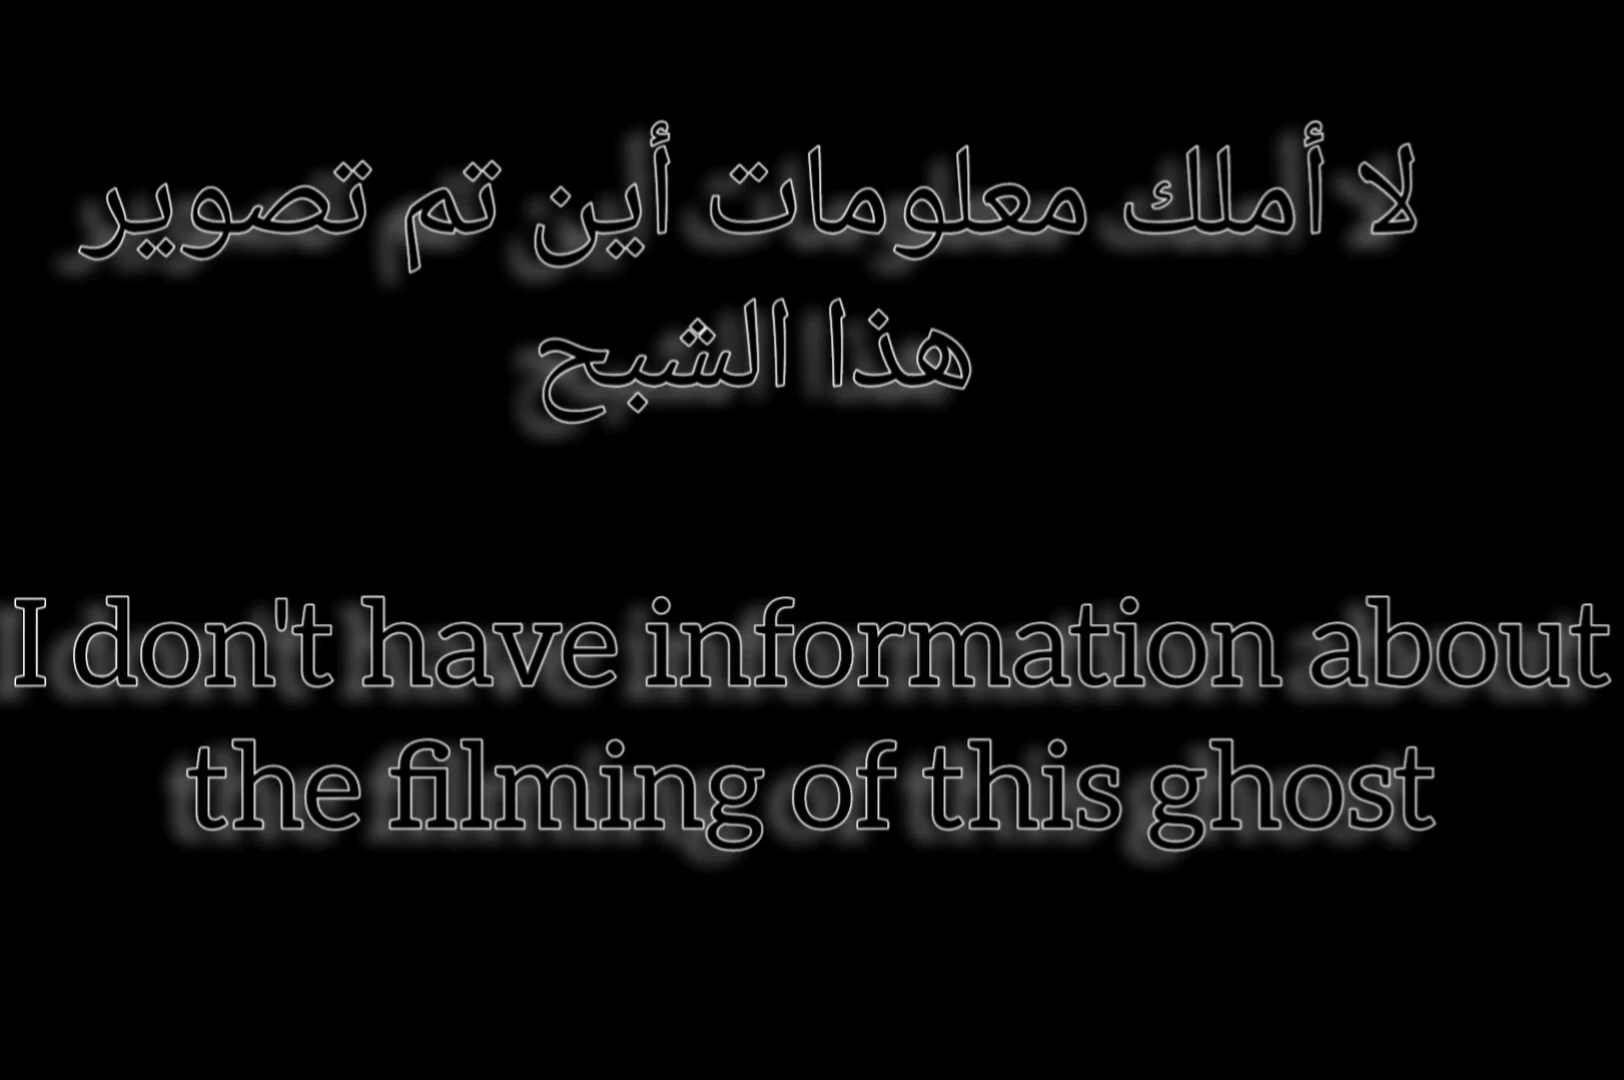 لا أملك معلومات أين تم تصوير
هذا الشبح
I don't have information about
the filming of this ghost